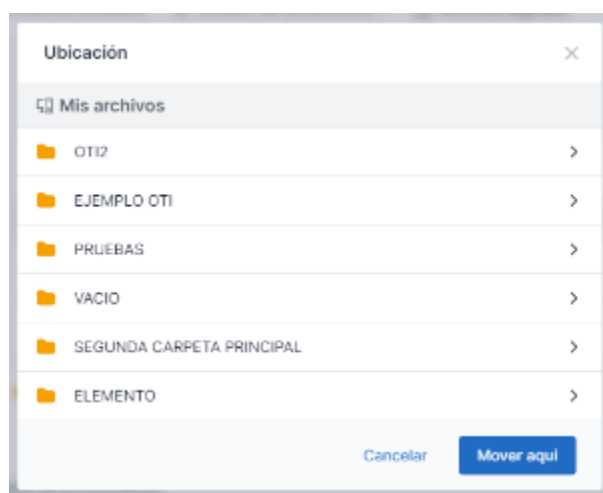 Ubicación
Mis archivos
OTI2
EJEMPLO OTI
PRUEBAS
VACIO
SEGUNDA CARPETA PRINCIPAL
ELEMENTO
Cancelar
Mover aquí